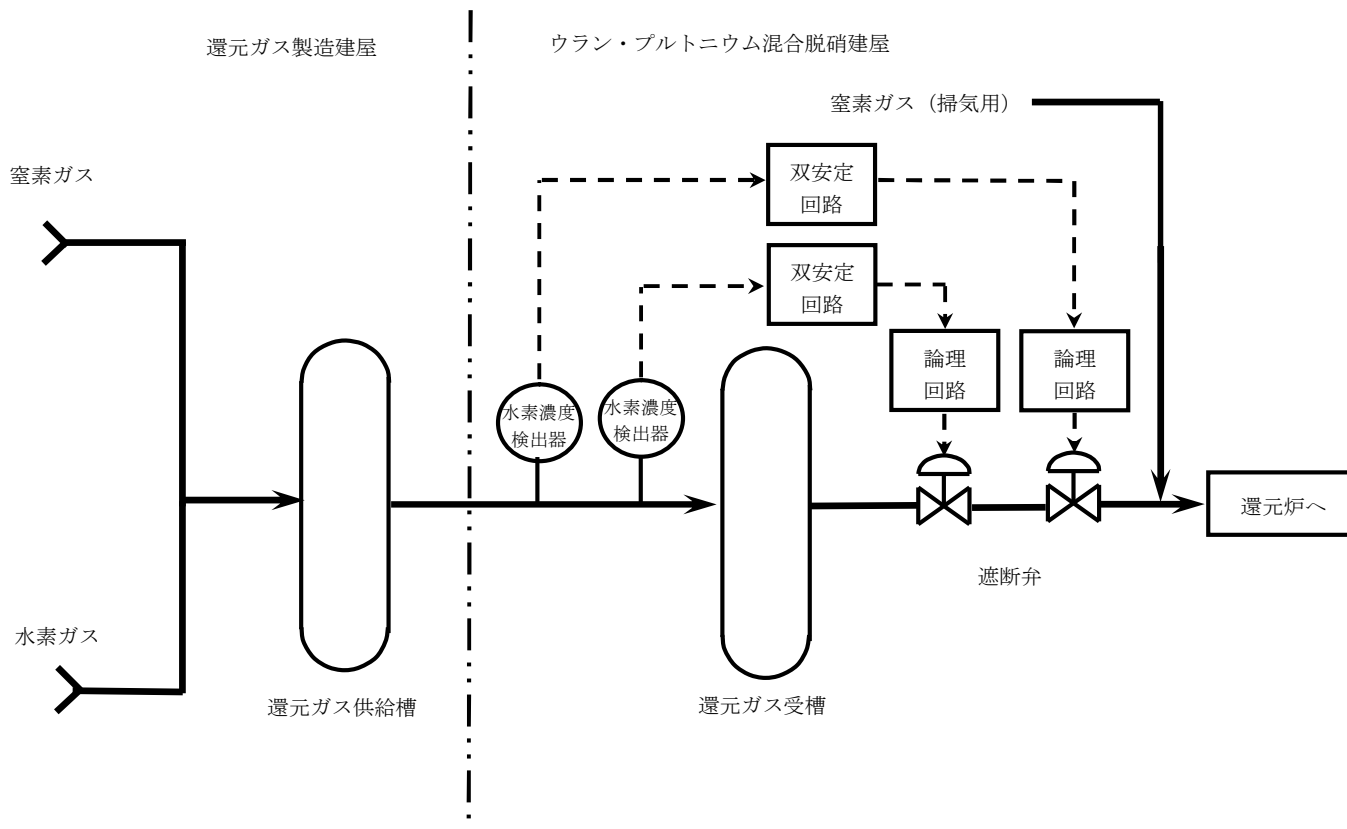 還元ガス製造建屋
ウラン・プルトニウム混合脱硝建屋
窒素ガス（掃気用）
窒素ガス
双安定
回路
双安定
回路
論理
回路
論理
回路
水素濃度
検出器
水素濃度
検出器
還元炉へ
遮断弁
水素ガス
還元ガス供給槽
還元ガス受槽